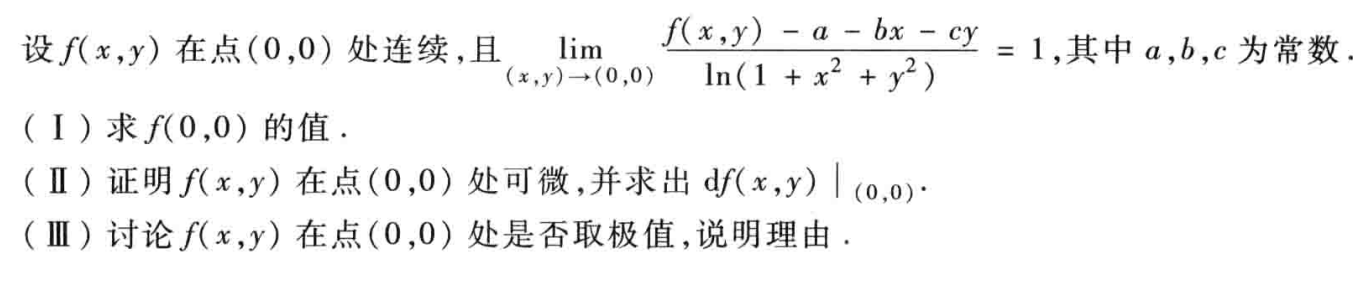 设 f(x,y) 在点(0,0) 处连续,且 lim_{(x,y)→(0,0)} \frac{f(x,y) - a - bx - cy}{ln(1 + x² + y²)} = 1,其中 a,b,c 为常数.
(Ⅰ) 求 f(0,0) 的值.
(Ⅱ) 证明 f(x,y) 在点(0,0) 处可微,并求出 df(x,y)|_{(0,0)}.
(Ⅲ) 讨论 f(x,y) 在点(0,0) 处是否取极值,说明理由.